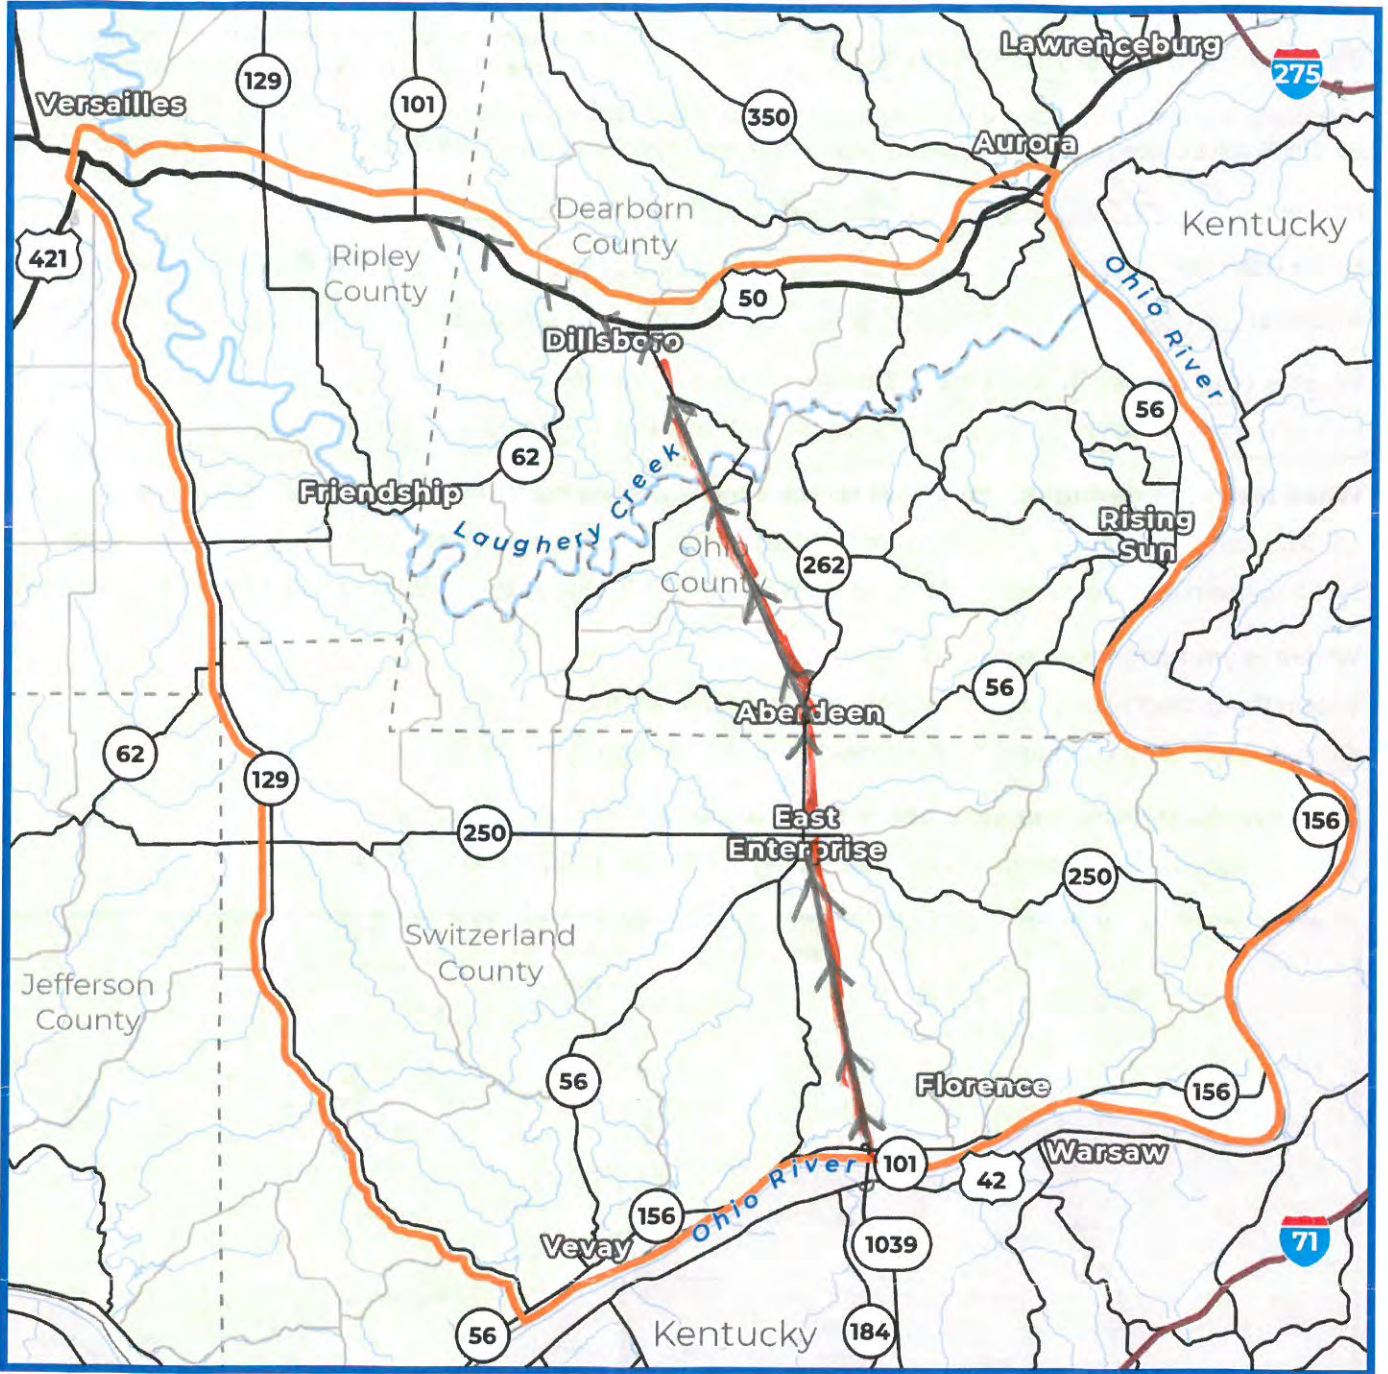 Lawrenceburg
275
129
101
Versailles
350
Aurora
Dearborn
County
Kentucky
421
Ripley
County
50
Ohio River
Dillsboro
56
62
Friendship
Laughery Creek
Ohio
County
262
Rising
Sun
56
Aberdeen
62
129
250
East
Enterprise
156
250
Switzerland
County
Jefferson
County
56
Florence
156
Warsaw
101
42
Ohio River
156
Vevay
1039
71
56
Kentucky
184